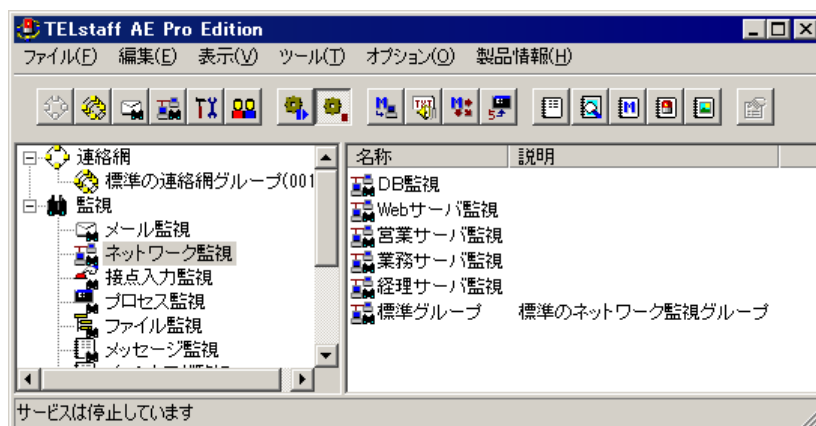 TELstaff AE Pro Edition
ファイル(F) 編集(E) 表示(V) ツール(T) オプション(O) 製品情報(H)
連絡網
標準の連絡網グループ(001
監視
メール監視
ネットワーク監視
接点入力監視
プロセス監視
ファイル監視
メッセージ監視
名称 説明
DB監視
Webサーバ監視
営業サーバ監視
業務サーバ監視
経理サーバ監視
標準グループ 標準のネットワーク監視グループ
サービスは停止しています